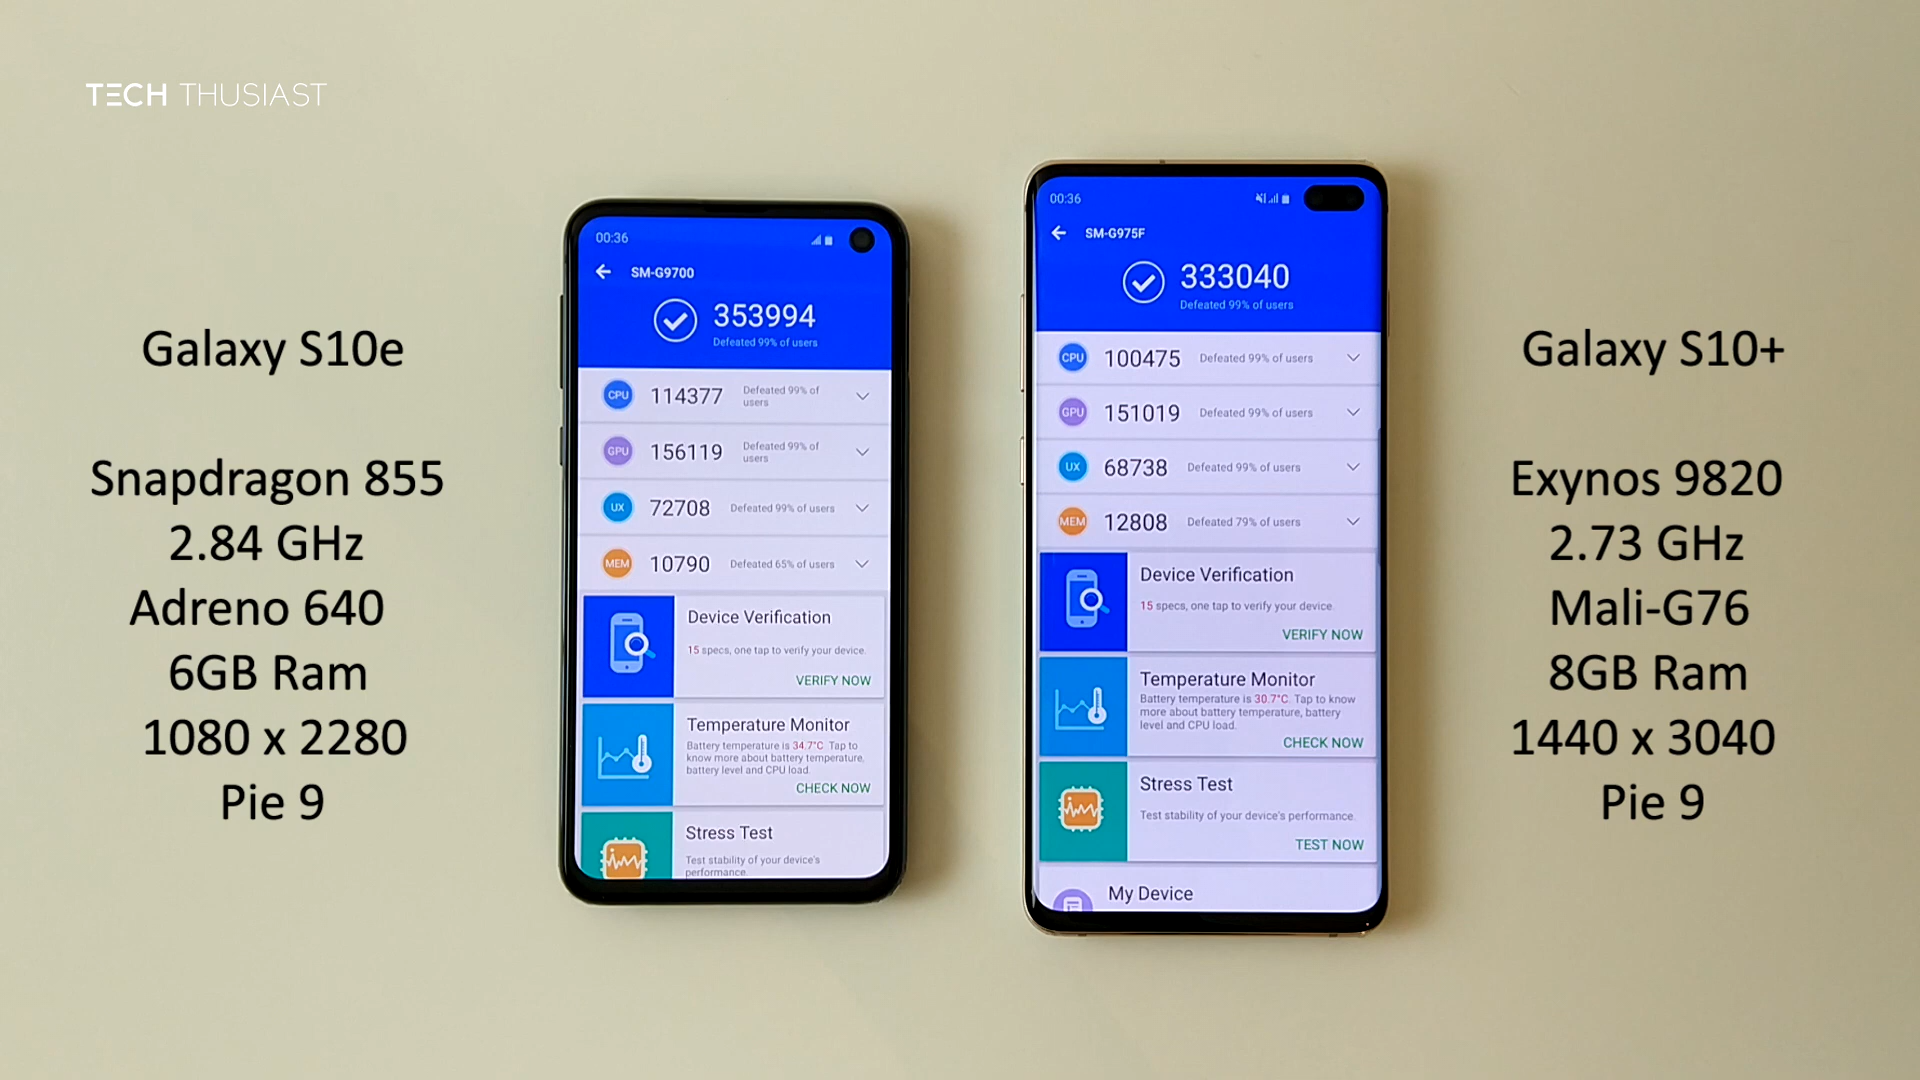 TECH THUSIAST
Galaxy S10e
Snapdragon 855
2.84 GHz
Adreno 640
6GB Ram
1080 x 2280
Pie 9
00:36
SM-G9700
353994
Defeated 99% of users
CPU 114377 Defeated 99% of
users
GPU 156119 Defeated 99% of
users
UX 72708 Defeated 99% of users
MEM 10790 Defeated 65% of users
Device Verification
15 specs, one tap to verify your device.
VERIFY NOW
Temperature Monitor
Battery temperature is 34.7°C. Tap to
know more about battery temperature,
battery level and CPU load.
CHECK NOW
Stress Test
Test stability of your device's
performance.
00:36
SM-G975F
333040
Defeated 99% of users
CPU 100475 Defeated 99% of users
GPU 151019 Defeated 99% of users
UX 68738 Defeated 99% of users
MEM 12808 Defeated 79% of users
Device Verification
15 specs, one tap to verify your device.
VERIFY NOW
Temperature Monitor
Battery temperature is 30.7°C. Tap to know
more about battery temperature, battery
level and CPU load.
CHECK NOW
Stress Test
Test stability of your device's performance.
TEST NOW
My Device
Galaxy S10+
Exynos 9820
2.73 GHz
Mali-G76
8GB Ram
1440 x 3040
Pie 9